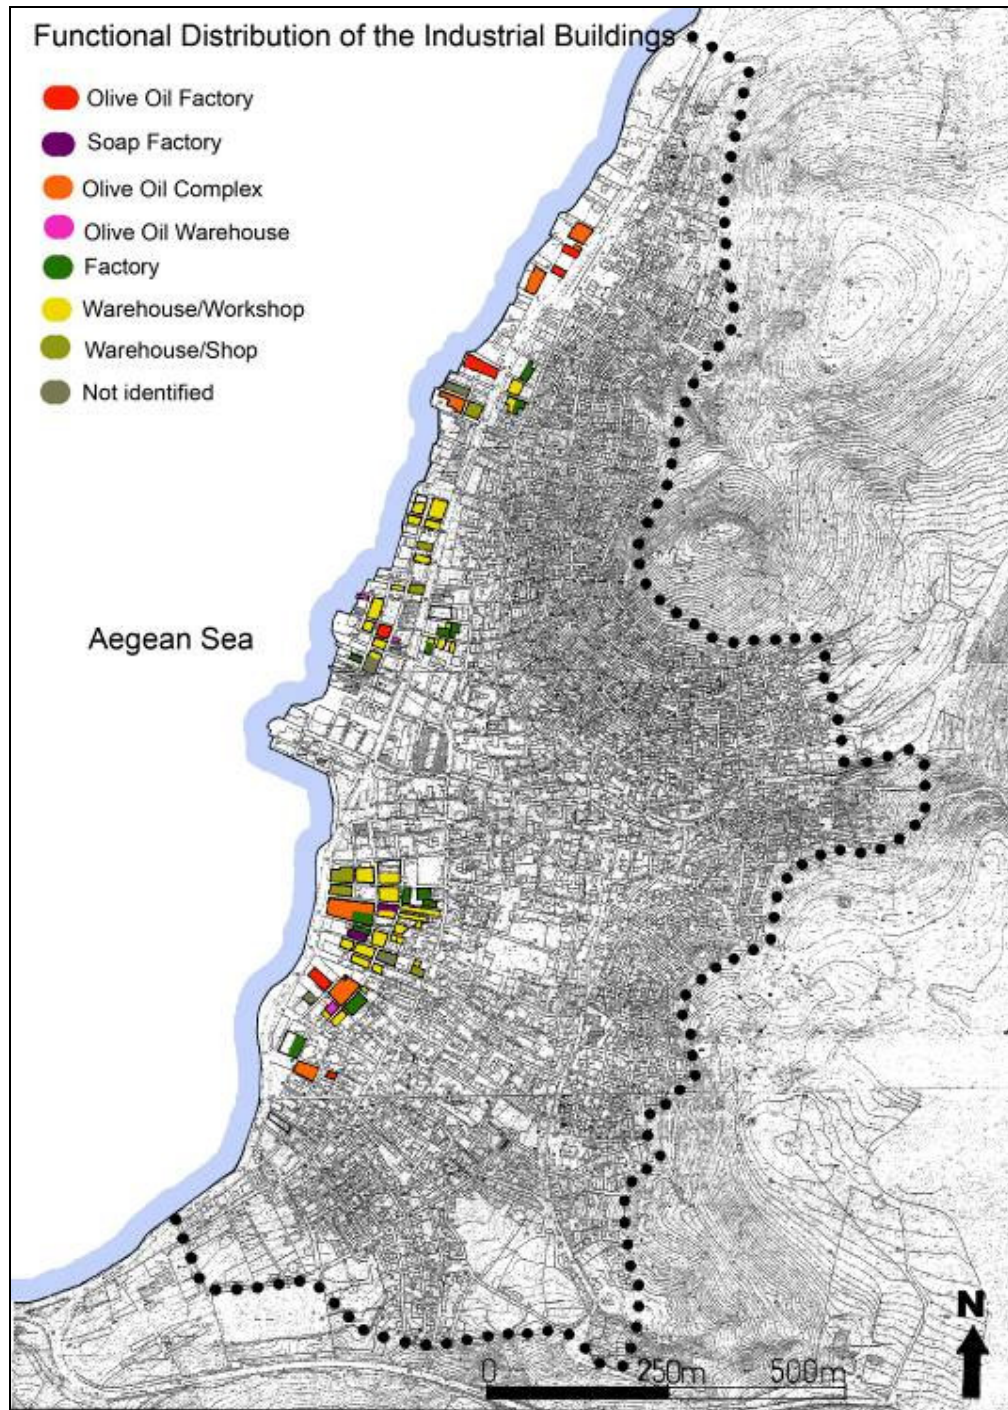 Functional Distribution of the Industrial Buildings
Olive Oil Factory
Soap Factory
Olive Oil Complex
Olive Oil Warehouse
Factory
Warehouse/Workshop
Warehouse/Shop
Not identified
Aegean Sea
N
0 250m 500m